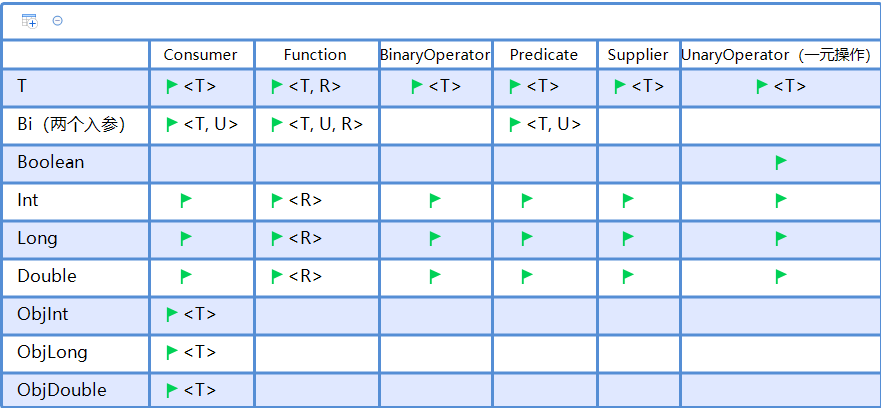 Consumer Function BinaryOperator Predicate Supplier UnaryOperator（一元操作）
T <T> <T, R> <T> <T> <T> <T>
Bi（两个入参） <T, U> <T, U, R> <T, U>
Boolean
Int <R>
Long <R>
Double <R>
ObjInt <T>
ObjLong <T>
ObjDouble <T>